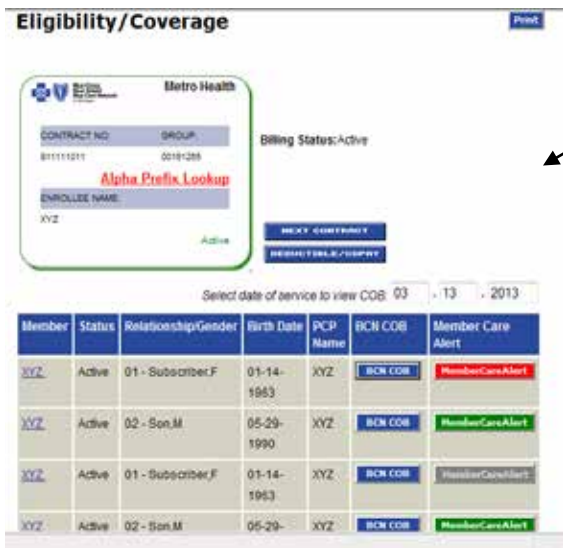 Eligibility/Coverage
Print
Metro Health
CONTRACT NO: GROUP:
911111011 00161255
Alpha Prefix Lookup
ENROLLEE NAME:
XYZ
Active
Billing Status:Active
NEXT CONTRACT
DEDUCTIBLE/COPAY
Select date of service to view COB: 03 . 13 . 2013
Member Status Relationship/Gender Birth Date PCP Name BCN COB Member Care Alert
XYZ Active 01 - Subscriber,F 01-14-1963 XYZ BCN COB MemberCareAlert
XYZ Active 02 - Son,M 05-29-1990 XYZ BCN COB MemberCareAlert
XYZ Active 01 - Subscriber,F 01-14-1963 XYZ BCN COB MemberCareAlert
XYZ Active 02 - Son,M 05-29- XYZ BCN COB MemberCareAlert